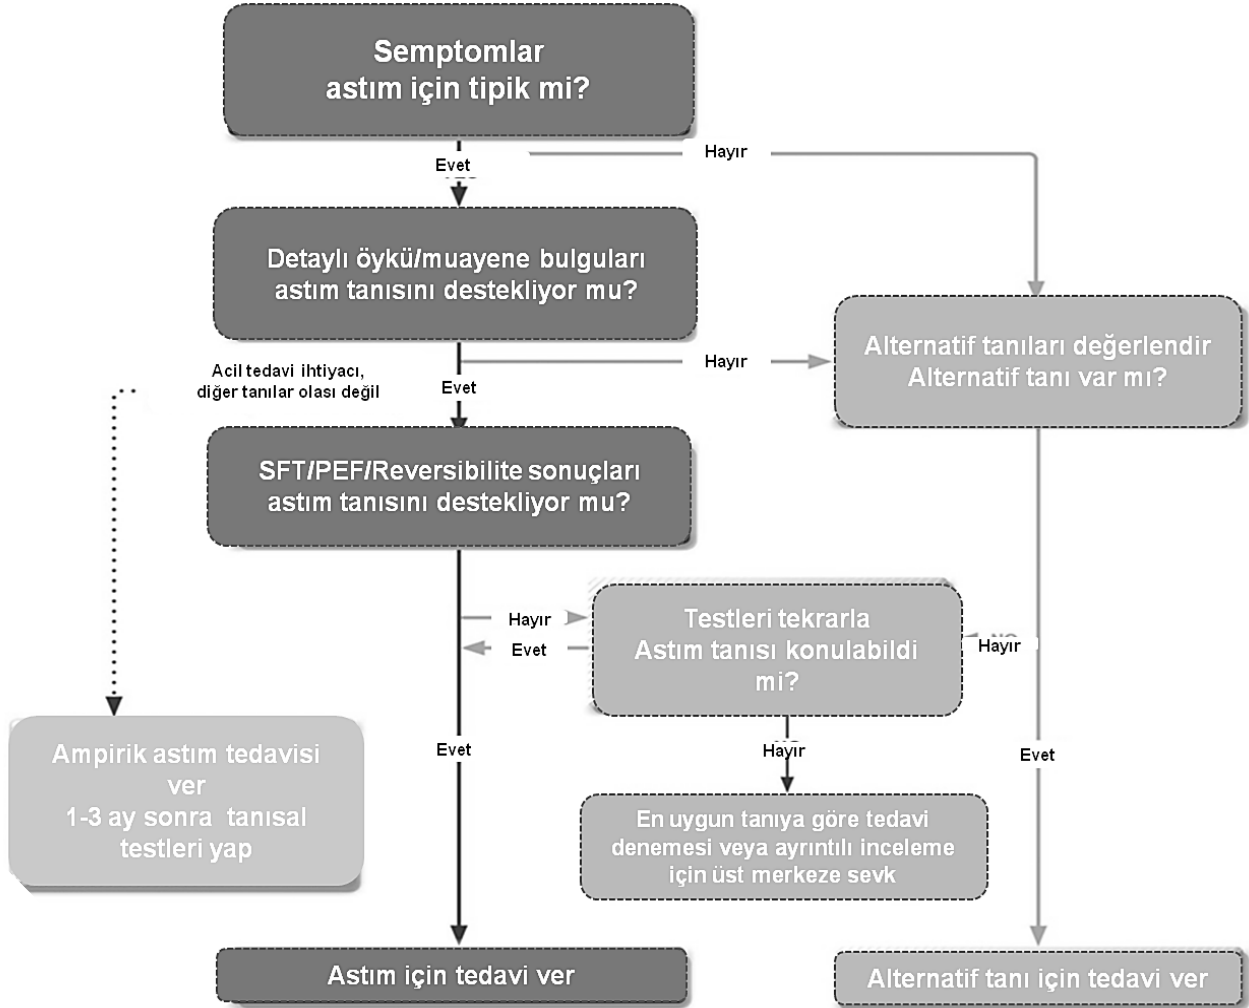 Semptomlar
astım için tipik mi?
Evet
Hayır
Detaylı öykü/muayene bulguları
astım tanısını destekliyor mu?
Alternatif tanıları değerlendir
Alternatif tanı var mı?
Hayır
Acil tedavi ihtiyacı,
diğer tanılar olası değil
Evet
SFT/PEF/Reversibilite sonuçları
astım tanısını destekliyor mu?
Hayır
Evet
Testleri tekrarla
Astım tanısı konulabildi
mi?
Hayır
Ampirik astım tedavisi
ver
1-3 ay sonra tanısal
testleri yap
Evet
Hayır
Evet
En uygun tanıya göre tedavi
denemesi veya ayrıntılı inceleme
için üst merkeze sevk
Astım için tedavi ver
Alternatif tanı için tedavi ver